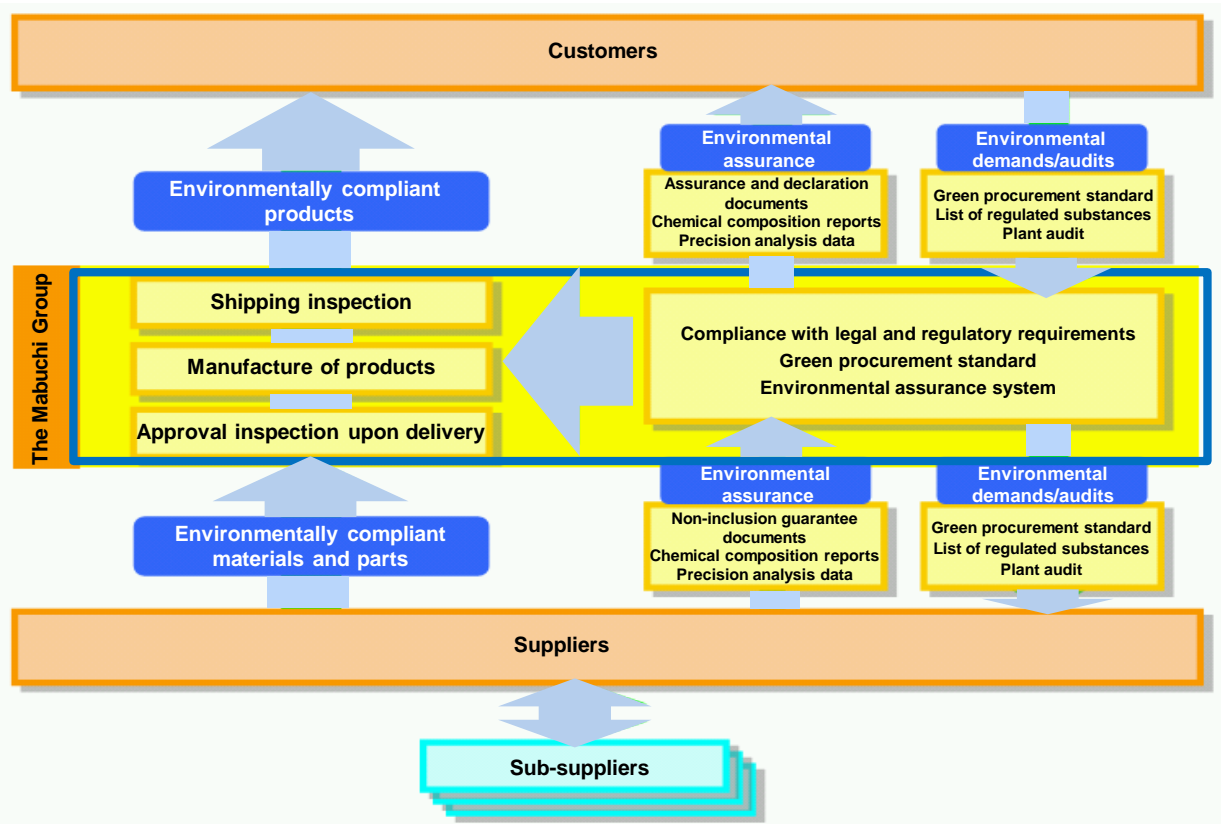 Customers
Environmentally compliant
products
Environmental
assurance
Assurance and declaration
documents
Chemical composition reports
Precision analysis data
Environmental
demands/audits
Green procurement standard
List of regulated substances
Plant audit
The Mabuchi Group
Shipping inspection
Manufacture of products
Approval inspection upon delivery
Compliance with legal and regulatory requirements
Green procurement standard
Environmental assurance system
Environmentally compliant
materials and parts
Environmental
assurance
Non-inclusion guarantee
documents
Chemical composition reports
Precision analysis data
Environmental
demands/audits
Green procurement standard
List of regulated substances
Plant audit
Suppliers
Sub-suppliers